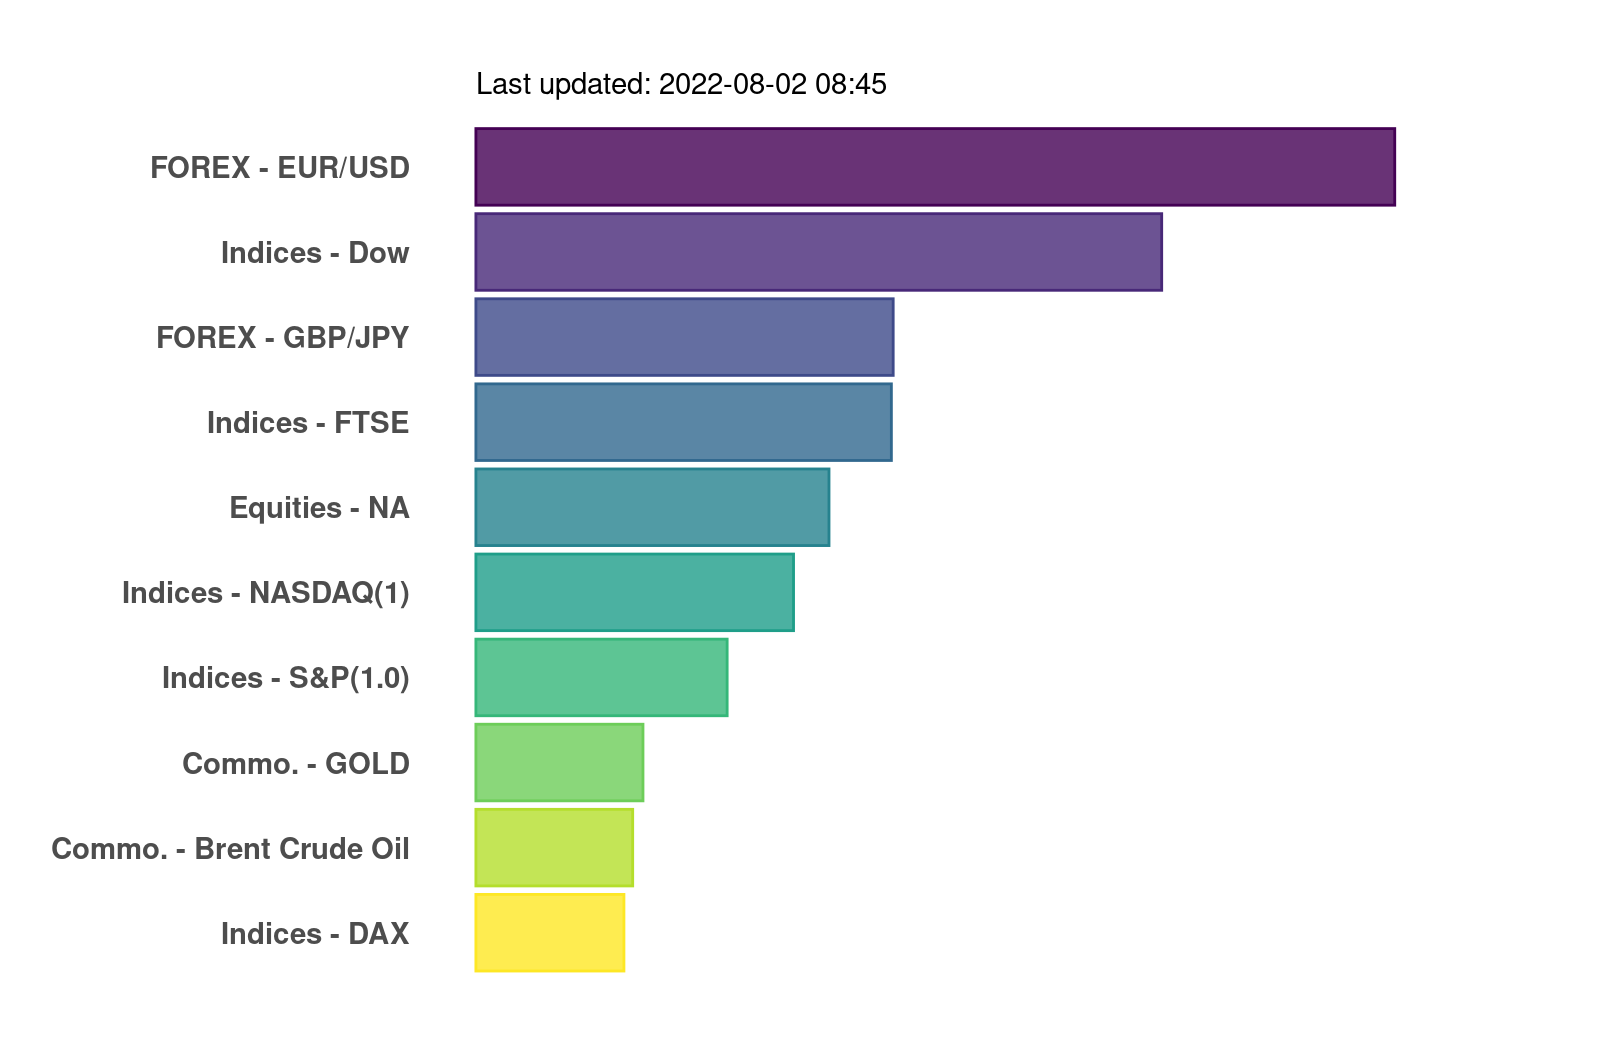 Last updated: 2022-08-02 08:45
FOREX - EUR/USD
Indices - Dow
FOREX - GBP/JPY
Indices - FTSE
Equities - NA
Indices - NASDAQ(1)
Indices - S&P(1.0)
Commo. - GOLD
Commo. - Brent Crude Oil
Indices - DAX